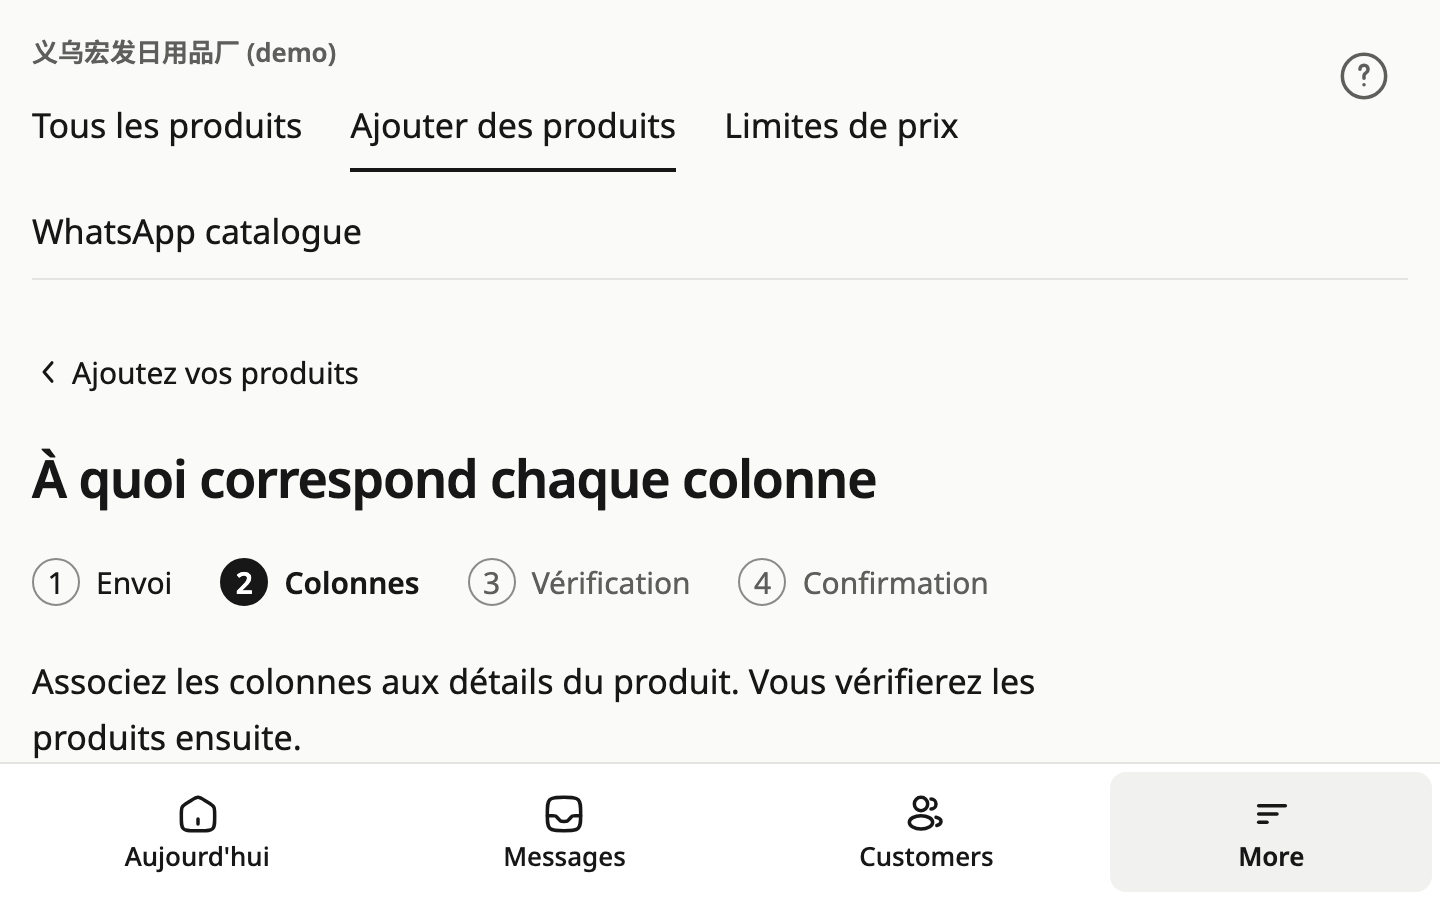 义乌宏发日用品厂 (demo)
Tous les produits
Ajouter des produits
Limites de prix
WhatsApp catalogue
Ajoutez vos produits
À quoi correspond chaque colonne
1 Envoi
2 Colonnes
3 Vérification
4 Confirmation
Associez les colonnes aux détails du produit. Vous vérifierez les
produits ensuite.
Aujourd'hui
Messages
Customers
More